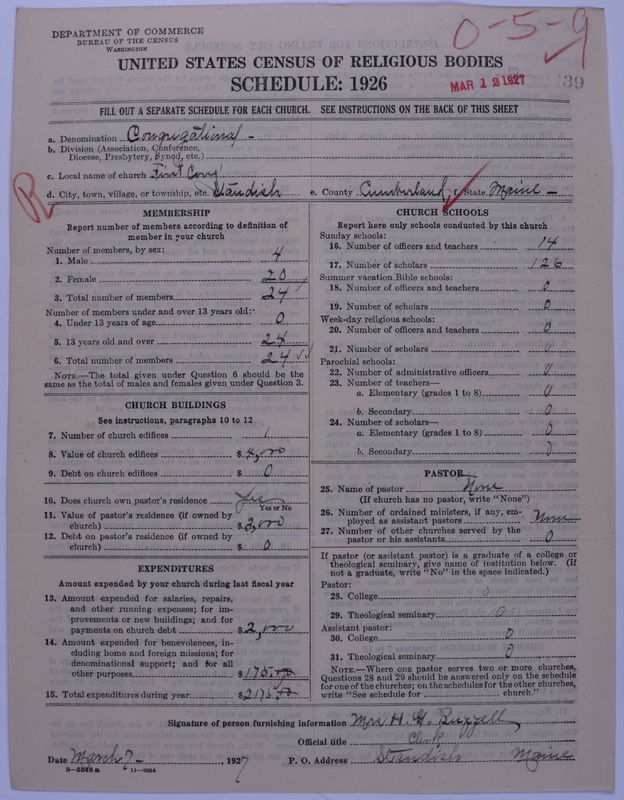 DEPARTMENT OF COMMERCE
BUREAU OF THE CENSUS
WASHINGTON
0-5-9
UNITED STATES CENSUS OF RELIGIOUS BODIES
SCHEDULE: 1926
MAR 12 1927
39
FILL OUT A SEPARATE SCHEDULE FOR EACH CHURCH. SEE INSTRUCTIONS ON THE BACK OF THIS SHEET
a. Denomination Congregational -
b. Division (Association, Conference,
Diocese, Presbytery, Synod, etc.)
c. Local name of church First Cong'
d. City, town, village, or township, etc. Standish e. County Cumberland, f. State Maine -
R
MEMBERSHIP
Report number of members according to definition of
member in your church
Number of members, by sex:
1. Male 4
2. Female 20
3. Total number of members 24
Number of members under and over 13 years old:
4. Under 13 years of age 0
5. 13 years old and over 24
6. Total number of members 24
NOTE.—The total given under Question 6 should be
same as the total of males and females given under Question 3.
CHURCH BUILDINGS
See instructions, paragraphs 10 to 12
7. Number of church edifices 1
8. Value of church edifices $ ,000
9. Debt on church edifices $ 0
10. Does church own pastor's residence Yes
Yes or No
11. Value of pastor's residence (if owned by
church) $ 2,000
12. Debt on pastor's residence (if owned by
church) $ 0
EXPENDITURES
Amount expended by your church during last fiscal year
13. Amount expended for salaries, repairs,
and other running expenses; for im-
provements or new buildings; and for
payments on church debt $ 2,000
14. Amount expended for benevolences, in-
cluding home and foreign missions; for
denominational support; and for all
other purposes $ 175.00
15. Total expenditures during year $ 2175.00
CHURCH SCHOOLS
Report here only schools conducted by this church
Sunday schools:
16. Number of officers and teachers 14
17. Number of scholars 126
Summer vacation Bible schools:
18. Number of officers and teachers 0
19. Number of scholars 0
Week-day religious schools:
20. Number of officers and teachers 0
21. Number of scholars 0
Parochial schools:
22. Number of administrative officers 0
23. Number of teachers—
a. Elementary (grades 1 to 8) 0
b. Secondary 0
24. Number of scholars—
a. Elementary (grades 1 to 8) 0
b. Secondary 0
PASTOR
25. Name of pastor None
(If church has no pastor, write "None")
26. Number of ordained ministers, if any, em-
ployed as assistant pastors None
27. Number of other churches served by the
pastor or his assistants 0
If pastor (or assistant pastor) is a graduate of a college or
theological seminary, give name of institution below. (If
not a graduate, write "No" in the space indicated.)
Pastor:
28. College 0
29. Theological seminary 0
Assistant pastor:
30. College 0
31. Theological seminary 0
NOTE.—Where one pastor serves two or more churches,
Questions 28 and 29 should be answered only on the schedule
for one of the churches; on the schedules for the other churches,
write "See schedule for church."
Signature of person furnishing information Mrs. H. Buzzell
Official title Clerk
Date March 7 - , 1927 P. O. Address Standish Maine
8-5518 a 11-9054